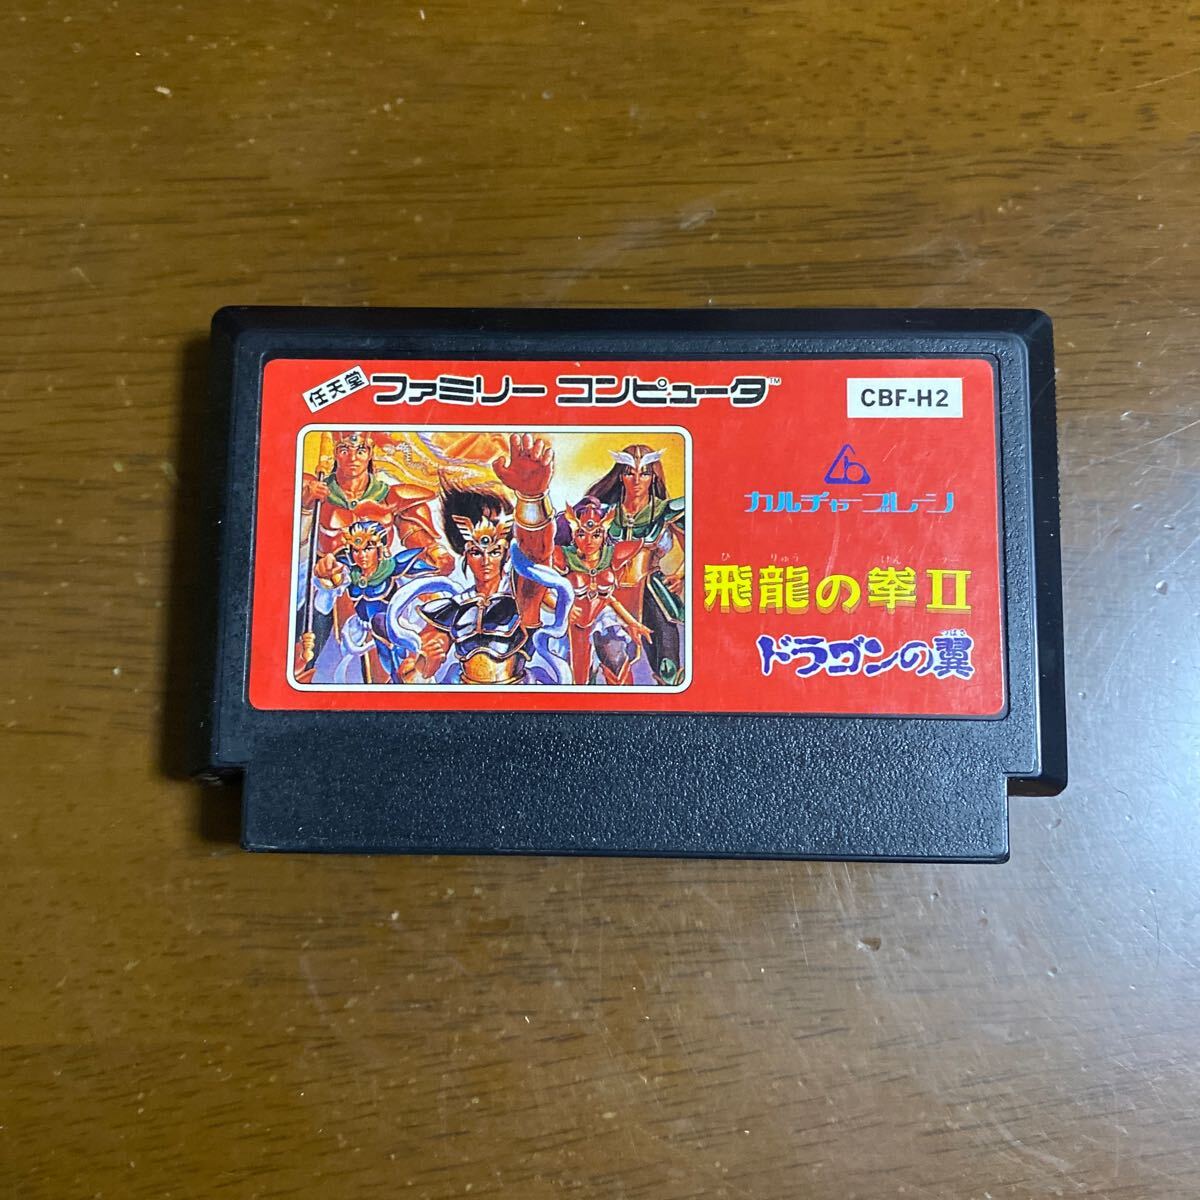 任天堂 ファミリー コンピュータ™
CBF-H2
カルチャーブレーン
ひ りゅう けん ツー
飛龍の拳II
つばさ
ドラゴンの翼